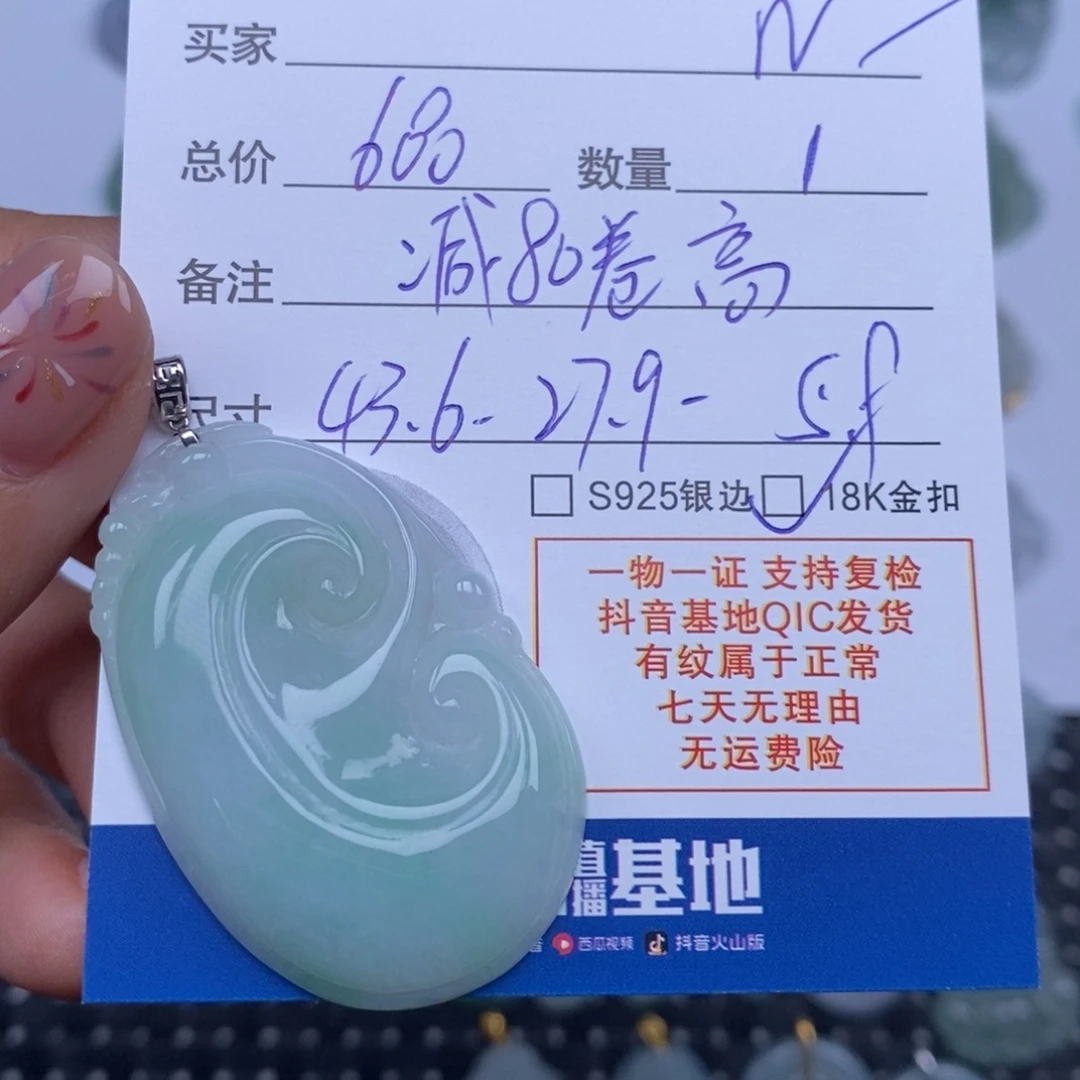 买家
总价 680 数量 1
备注 减80卷高
尺寸 43.6-27.9-
S925银边 18K金扣
一物一证 支持复检
抖音基地QIC发货
有纹属于正常
七天无理由
无运费险
直播基地
西瓜视频 抖音火山版